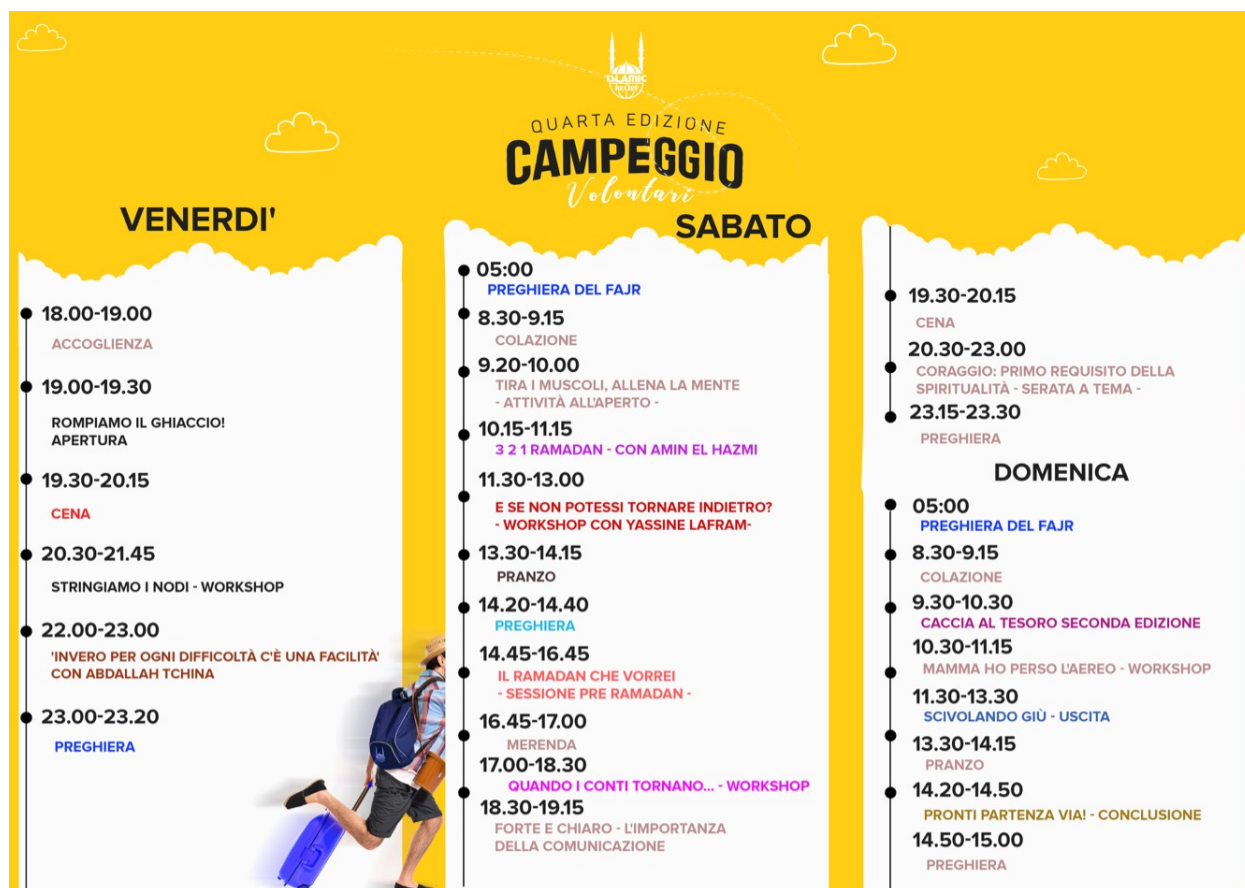 ISLAMIC
RELIEF
QUARTA EDIZIONE
CAMPEGGIO
Volontari
VENERDI'
18.00-19.00
ACCOGLIENZA
19.00-19.30
ROMPIAMO IL GHIACCIO!
APERTURA
19.30-20.15
CENA
20.30-21.45
STRINGIAMO I NODI - WORKSHOP
22.00-23.00
'INVERO PER OGNI DIFFICOLTÀ C'È UNA FACILITÀ'
CON ABDALLAH TCHINA
23.00-23.20
PREGHIERA
SABATO
05:00
PREGHIERA DEL FAJR
8.30-9.15
COLAZIONE
9.20-10.00
TIRA I MUSCOLI, ALLENA LA MENTE
- ATTIVITÀ ALL'APERTO -
10.15-11.15
3 2 1 RAMADAN - CON AMIN EL HAZMI
11.30-13.00
E SE NON POTESSI TORNARE INDIETRO?
- WORKSHOP CON YASSINE LAFRAM-
13.30-14.15
PRANZO
14.20-14.40
PREGHIERA
14.45-16.45
IL RAMADAN CHE VORREI
- SESSIONE PRE RAMADAN -
16.45-17.00
MERENDA
17.00-18.30
QUANDO I CONTI TORNANO... - WORKSHOP
18.30-19.15
FORTE E CHIARO - L'IMPORTANZA
DELLA COMUNICAZIONE
19.30-20.15
CENA
20.30-23.00
CORAGGIO: PRIMO REQUISITO DELLA
SPIRITUALITÀ - SERATA A TEMA -
23.15-23.30
PREGHIERA
DOMENICA
05:00
PREGHIERA DEL FAJR
8.30-9.15
COLAZIONE
9.30-10.30
CACCIA AL TESORO SECONDA EDIZIONE
10.30-11.15
MAMMA HO PERSO L'AEREO - WORKSHOP
11.30-13.30
SCIVOLANDO GIÙ - USCITA
13.30-14.15
PRANZO
14.20-14.50
PRONTI PARTENZA VIA! - CONCLUSIONE
14.50-15.00
PREGHIERA